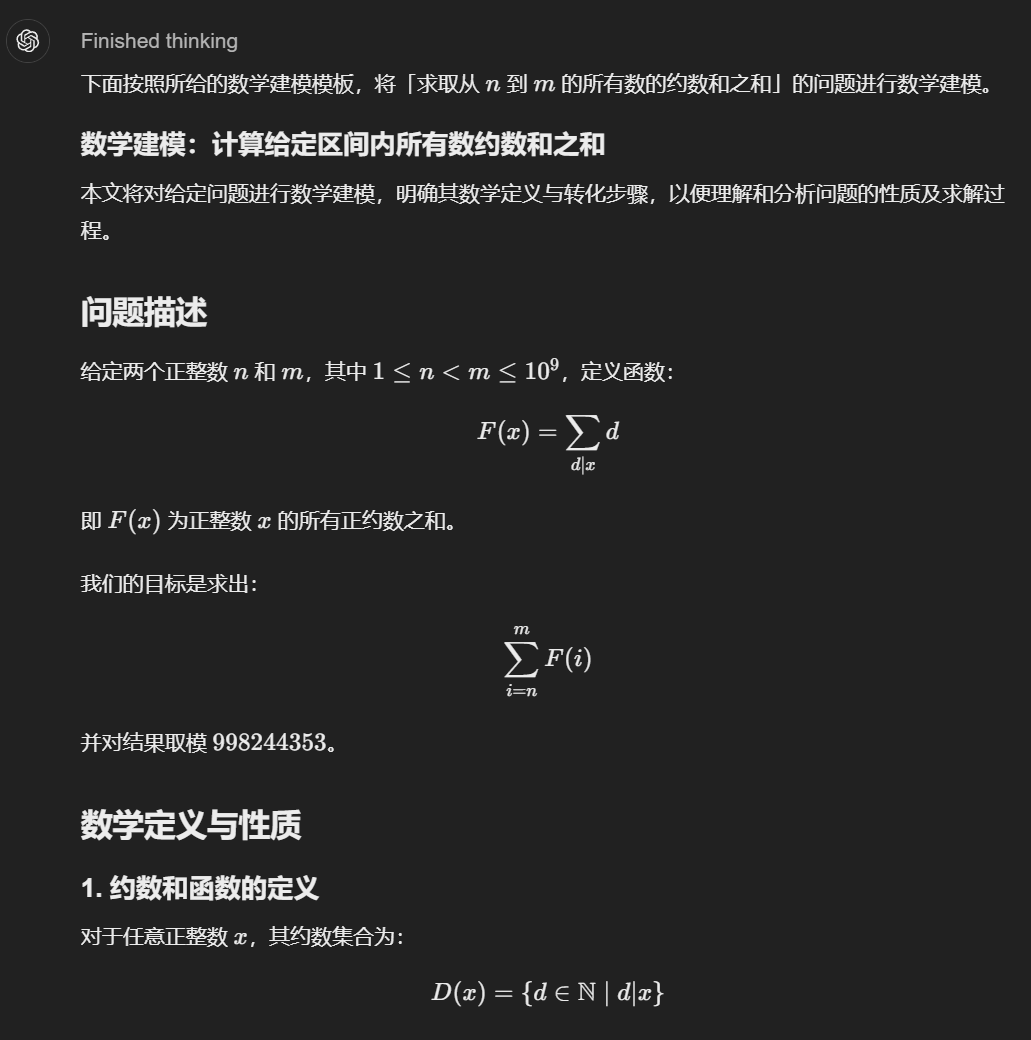 Finished thinking
下面按照所给的数学建模模板，将「求取从 n 到 m 的所有数的约数和之和」的问题进行数学建模。
数学建模：计算给定区间内所有数约数和之和
本文将对给定问题进行数学建模，明确其数学定义与转化步骤，以便理解和分析问题的性质及求解过
程。
问题描述
给定两个正整数 n 和 m，其中 1 ≤ n < m ≤ 10⁹，定义函数：
F(x) = ∑ d
d|x
即 F(x) 为正整数 x 的所有正约数之和。
我们的目标是求出：
m
∑ F(i)
i=n
并对结果取模 998244353。
数学定义与性质
1. 约数和函数的定义
对于任意正整数 x，其约数集合为：
D(x) = {d ∈ ℕ | d|x}